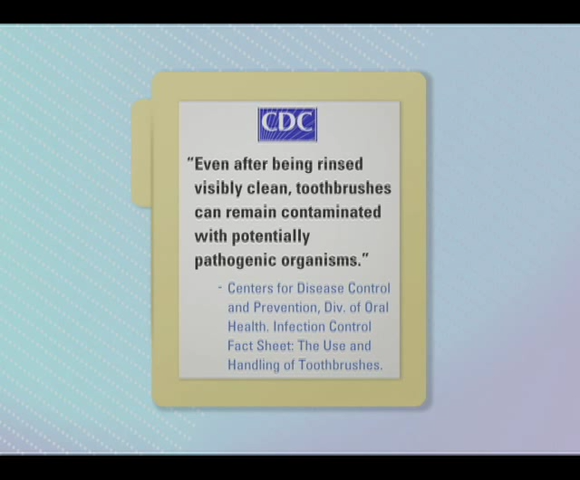 CDC
“Even after being rinsed
visibly clean, toothbrushes
can remain contaminated
with potentially
pathogenic organisms.”
- Centers for Disease Control
and Prevention, Div. of Oral
Health. Infection Control
Fact Sheet: The Use and
Handling of Toothbrushes.